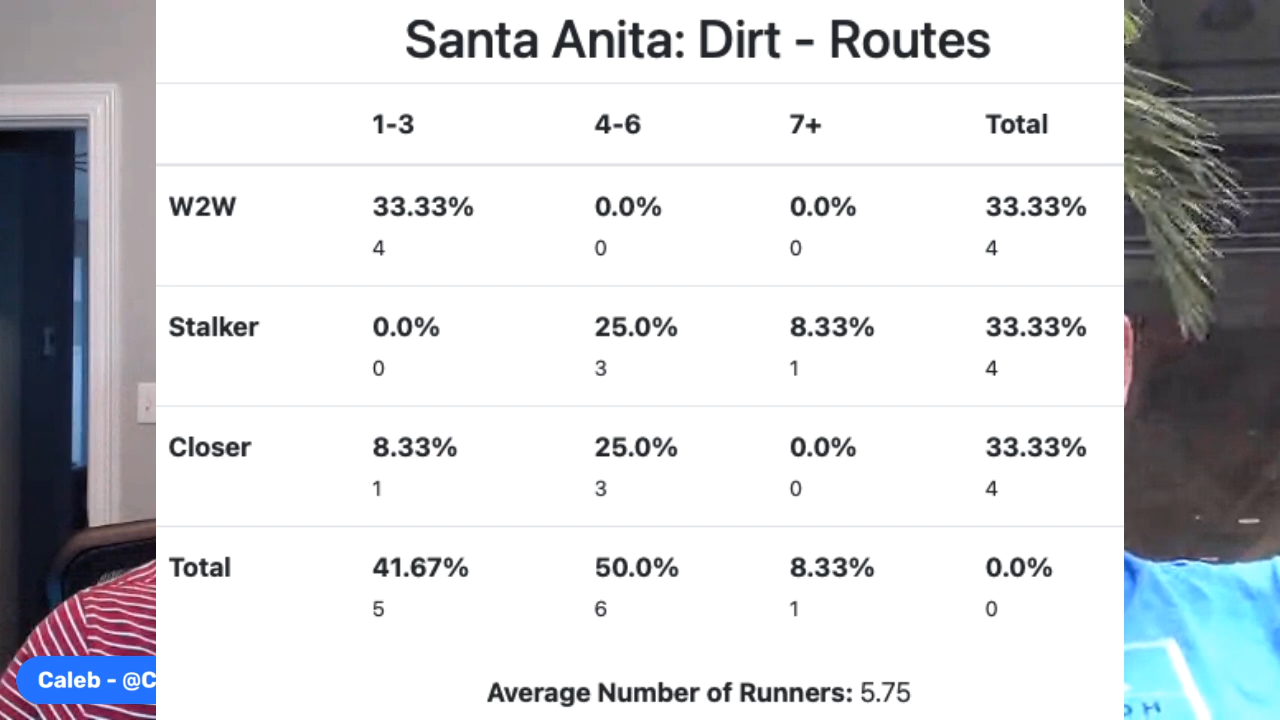 Santa Anita: Dirt - Routes
1-3 4-6 7+ Total
W2W 33.33% 0.0% 0.0% 33.33%
4 0 0 4
Stalker 0.0% 25.0% 8.33% 33.33%
0 3 1 4
Closer 8.33% 25.0% 0.0% 33.33%
1 3 0 4
Total 41.67% 50.0% 8.33% 0.0%
5 6 1 0
Caleb - @C
Average Number of Runners: 5.75